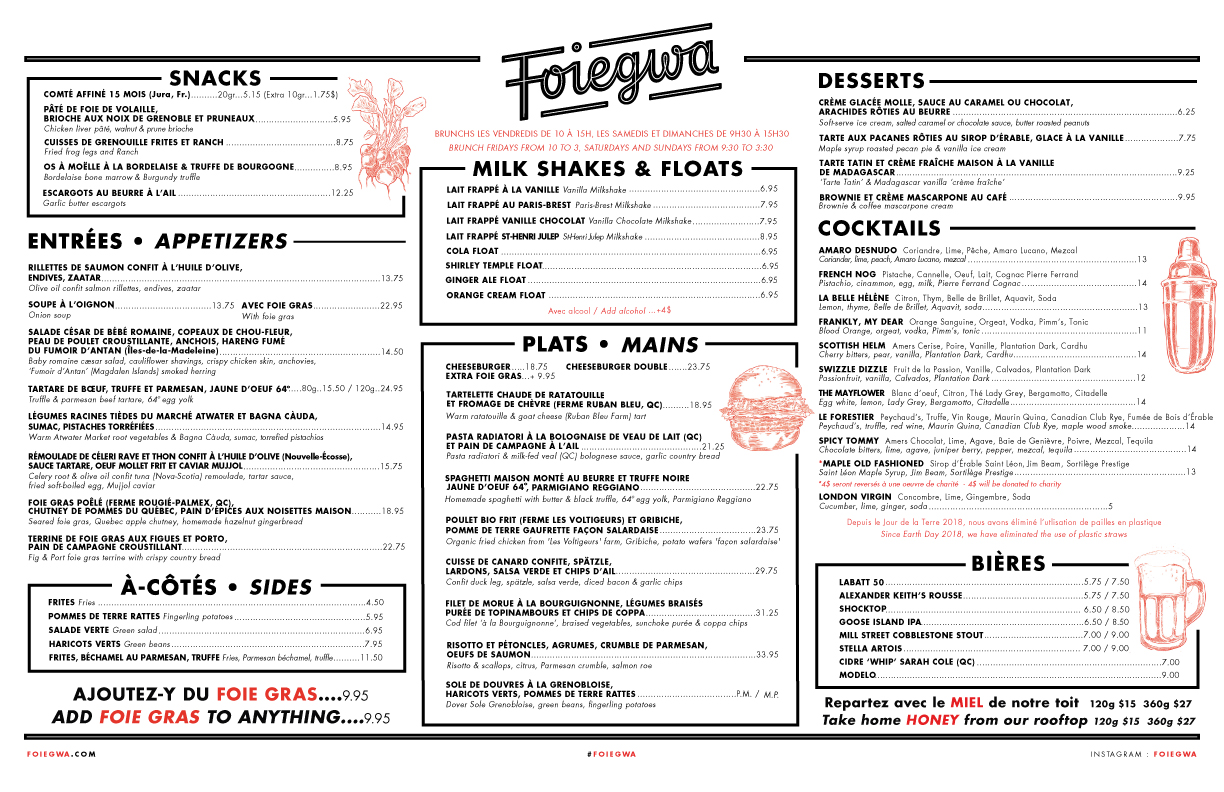 Foiegwa
BRUNCHS LES VENDREDIS DE 10 À 15H, LES SAMEDIS ET DIMANCHES DE 9H30 À 15H30
BRUNCH FRIDAYS FROM 10 TO 3, SATURDAYS AND SUNDAYS FROM 9:30 TO 3:30
SNACKS
COMTÉ AFFINÉ 15 MOIS (Jura, Fr.)..........20gr...5.15 (Extra 10gr...1.75$)
PÂTÉ DE FOIE DE VOLAILLE,
BRIOCHE AUX NOIX DE GRENOBLE ET PRUNEAUX..........5.95
Chicken liver pâté, walnut & prune brioche
CUISSES DE GRENOUILLE FRITES ET RANCH ..........8.75
Fried frog legs and Ranch
OS À MOËLLE À LA BORDELAISE & TRUFFE DE BOURGOGNE..........8.95
Bordelaise bone marrow & Burgundy truffle
ESCARGOTS AU BEURRE À L'AIL..........12.25
Garlic butter escargots
ENTRÉES • APPETIZERS
RILLETTES DE SAUMON CONFIT À L'HUILE D'OLIVE,
ENDIVES, ZAATAR..........13.75
Olive oil confit salmon rillettes, endives, zaatar
SOUPE À L'OIGNON..........13.75 AVEC FOIE GRAS..........22.95
Onion soup With foie gras
SALADE CÉSAR DE BÉBÉ ROMAINE, COPEAUX DE CHOU-FLEUR,
PEAU DE POULET CROUSTILLANTE, ANCHOIS, HARENG FUMÉ
DU FUMOIR D'ANTAN (Îles-de-la-Madeleine)..........14.50
Baby romaine cæsar salad, cauliflower shavings, crispy chicken skin, anchovies,
'Fumoir d'Antan' (Magdalen Islands) smoked herring
TARTARE DE BŒUF, TRUFFE ET PARMESAN, JAUNE D'OEUF 64°.....80g..15.50 / 120g..24.95
Truffle & parmesan beef tartare, 64° egg yolk
LÉGUMES RACINES TIÈDES DU MARCHÉ ATWATER ET BAGNA CÀUDA,
SUMAC, PISTACHES TORRÉFIÉES..........14.95
Warm Atwater Market root vegetables & Bagna Càuda, sumac, torrefied pistachios
RÉMOULADE DE CÉLERI RAVE ET THON CONFIT À L'HUILE D'OLIVE (Nouvelle-Écosse),
SAUCE TARTARE, OEUF MOLLET FRIT ET CAVIAR MUJJOL..........15.75
Celery root & olive oil confit tuna (Nova-Scotia) remoulade, tartar sauce,
fried soft-boiled egg, Mujjol caviar
FOIE GRAS POÊLÉ (FERME ROUGIÉ-PALMEX, QC),
CHUTNEY DE POMMES DU QUÉBEC, PAIN D'ÉPICES AUX NOISETTES MAISON..........18.95
Seared foie gras, Quebec apple chutney, homemade hazelnut gingerbread
TERRINE DE FOIE GRAS AUX FIGUES ET PORTO,
PAIN DE CAMPAGNE CROUSTILLANT..........22.75
Fig & Port foie gras terrine with crispy country bread
À-CÔTÉS • SIDES
FRITES Fries ..........4.50
POMMES DE TERRE RATTES Fingerling potatoes..........5.95
SALADE VERTE Green salad..........6.95
HARICOTS VERTS Green beans..........7.95
FRITES, BÉCHAMEL AU PARMESAN, TRUFFE Fries, Parmesan béchamel, truffle..........11.50
AJOUTEZ-Y DU FOIE GRAS....9.95
ADD FOIE GRAS TO ANYTHING....9.95
MILK SHAKES & FLOATS
LAIT FRAPPÉ À LA VANILLE Vanilla Milkshake ..........6.95
LAIT FRAPPÉ AU PARIS-BREST Paris-Brest Milkshake ..........7.95
LAIT FRAPPÉ VANILLE CHOCOLAT Vanilla Chocolate Milkshake..........7.95
LAIT FRAPPÉ ST-HENRI JULEP St-Henri Julep Milkshake ..........8.95
COLA FLOAT ..........6.95
SHIRLEY TEMPLE FLOAT..........6.95
GINGER ALE FLOAT ..........6.95
ORANGE CREAM FLOAT ..........6.95
Avec alcool / Add alcohol ...+4$
PLATS • MAINS
CHEESEBURGER.....18.75 CHEESEBURGER DOUBLE.......23.75
EXTRA FOIE GRAS...+ 9.95
TARTELETTE CHAUDE DE RATATOUILLE
ET FROMAGE DE CHÈVRE (FERME RUBAN BLEU, QC)..........18.95
Warm ratatouille & goat cheese (Ruban Bleu Farm) tart
PASTA RADIATORI À LA BOLONAISE DE VEAU DE LAIT (QC)
ET PAIN DE CAMPAGNE À L'AIL ..........21.25
Pasta radiatori & milk-fed veal (QC) bolognese sauce, garlic country bread
SPAGHETTI MAISON MONTÉ AU BEURRE ET TRUFFE NOIRE
JAUNE D'OEUF 64°, PARMIGIANO REGGIANO..........22.75
Homemade spaghetti with butter & black truffle, 64° egg yolk, Parmigiano Reggiano
POULET BIO FRIT (FERME LES VOLTIGEURS) ET GRIBICHE,
POMME DE TERRE GAUFRETTE FAÇON SALARDAISE..........23.75
Organic fried chicken from 'Les Voltigeurs' farm, Gribiche, potato wafers 'façon salardaise'
CUISSE DE CANARD CONFITE, SPÄTZLE,
LARDONS, SALSA VERDE ET CHIPS D'AIL..........29.75
Confit duck leg, spätzle, salsa verde, diced bacon & garlic chips
FILET DE MORUE À LA BOURGUIGNONNE, LÉGUMES BRAISÉS
PURÉE DE TOPINAMBOURS ET CHIPS DE COPPA..........31.25
Cod filet 'à la Bourguignonne', braised vegetables, sunchoke purée & coppa chips
RISOTTO ET PÉTONCLES, AGRUMES, CRUMBLE DE PARMESAN,
OEUFS DE SAUMON..........33.95
Risotto & scallops, citrus, Parmesan crumble, salmon roe
SOLE DE DOUVRES À LA GRENOBLOISE,
HARICOTS VERTS, POMMES DE TERRE RATTES..........P.M. / M.P.
Dover Sole Grenobloise, green beans, fingerling potatoes
DESSERTS
CRÈME GLACÉE MOLLE, SAUCE AU CARAMEL OU CHOCOLAT,
ARACHIDES RÔTIES AU BEURRE ..........6.25
Soft-serve ice cream, salted caramel or chocolate sauce, butter roasted peanuts
TARTE AUX PACANES RÔTIES AU SIROP D'ÉRABLE, GLACE À LA VANILLE..........7.75
Maple syrup roasted pecan pie & vanilla ice cream
TARTE TATIN ET CRÈME FRAÎCHE MAISON À LA VANILLE
DE MADAGASCAR..........9.25
'Tarte Tatin' & Madagascar vanilla 'crème fraîche'
BROWNIE ET CRÈME MASCARPONE AU CAFÉ ..........9.95
Brownie & coffee mascarpone cream
COCKTAILS
AMARO DESNUDO Coriandre, Lime, Pêche, Amaro Lucano, Mezcal
Coriander, lime, peach, Amaro Lucano, mezcal ..........13
FRENCH NOG Pistache, Cannelle, Oeuf, Lait, Cognac Pierre Ferrand
Pistachio, cinammon, egg, milk, Pierre Ferrand Cognac..........14
LA BELLE HÉLÈNE Citron, Thym, Belle de Brillet, Aquavit, Soda
Lemon, thyme, Belle de Brillet, Aquavit, soda..........13
FRANKLY, MY DEAR Orange Sanguine, Orgeat, Vodka, Pimm's, Tonic
Blood Orange, orgeat, vodka, Pimm's, tonic ..........11
SCOTTISH HELM Amers Cerise, Poire, Vanille, Plantation Dark, Cardhu
Cherry bitters, pear, vanilla, Plantation Dark, Cardhu..........14
SWIZZLE DIZZLE Fruit de la Passion, Vanille, Calvados, Plantation Dark
Passionfruit, vanilla, Calvados, Plantation Dark ..........12
THE MAYFLOWER Blanc d'oeuf, Citron, Thé Lady Grey, Bergamotto, Citadelle
Egg white, lemon, Lady Grey, Bergamotto, Citadelle..........14
LE FORESTIER Peychaud's, Truffe, Vin Rouge, Maurin Quina, Canadian Club Rye, Fumée de Bois d'Érable
Peychaud's, truffle, red wine, Maurin Quina, Canadian Club Rye, maple wood smoke..........14
SPICY TOMMY Amers Chocolat, Lime, Agave, Baie de Genièvre, Poivre, Mezcal, Tequila
Chocolate bitters, lime, agave, juniper berry, pepper, mezcal, tequila..........14
*MAPLE OLD FASHIONED Sirop d'Érable Saint Léon, Jim Beam, Sortilège Prestige
Saint Léon Maple Syrup, Jim Beam, Sortilège Prestige..........13
*4$ seront reversés à une oeuvre de charité - 4$ will be donated to charity
LONDON VIRGIN Concombre, Lime, Gingembre, Soda
Cucumber, lime, ginger, soda..........5
Depuis le Jour de la Terre 2018, nous avons éliminé l'utlisation de pailles en plastique.
Since Earth Day 2018, we have eliminated the use of plastic straws
BIÈRES
LABATT 50 ..........5.75 / 7.50
ALEXANDER KEITH'S ROUSSE..........5.75 / 7.50
SHOCKTOP..........6.50 / 8.50
GOOSE ISLAND IPA..........6.50 / 8.50
MILL STREET COBBLESTONE STOUT..........7.00 / 9.00
STELLA ARTOIS ..........7.00 / 9.00
CIDRE 'WHIP' SARAH COLE (QC) ..........7.00
MODELO..........9.00
Repartez avec le MIEL de notre toit 120g $15 360g $27
Take home HONEY from our rooftop 120g $15 360g $27
FOIEGWA.COM
#FOIEGWA
INSTAGRAM : FOIEGWA